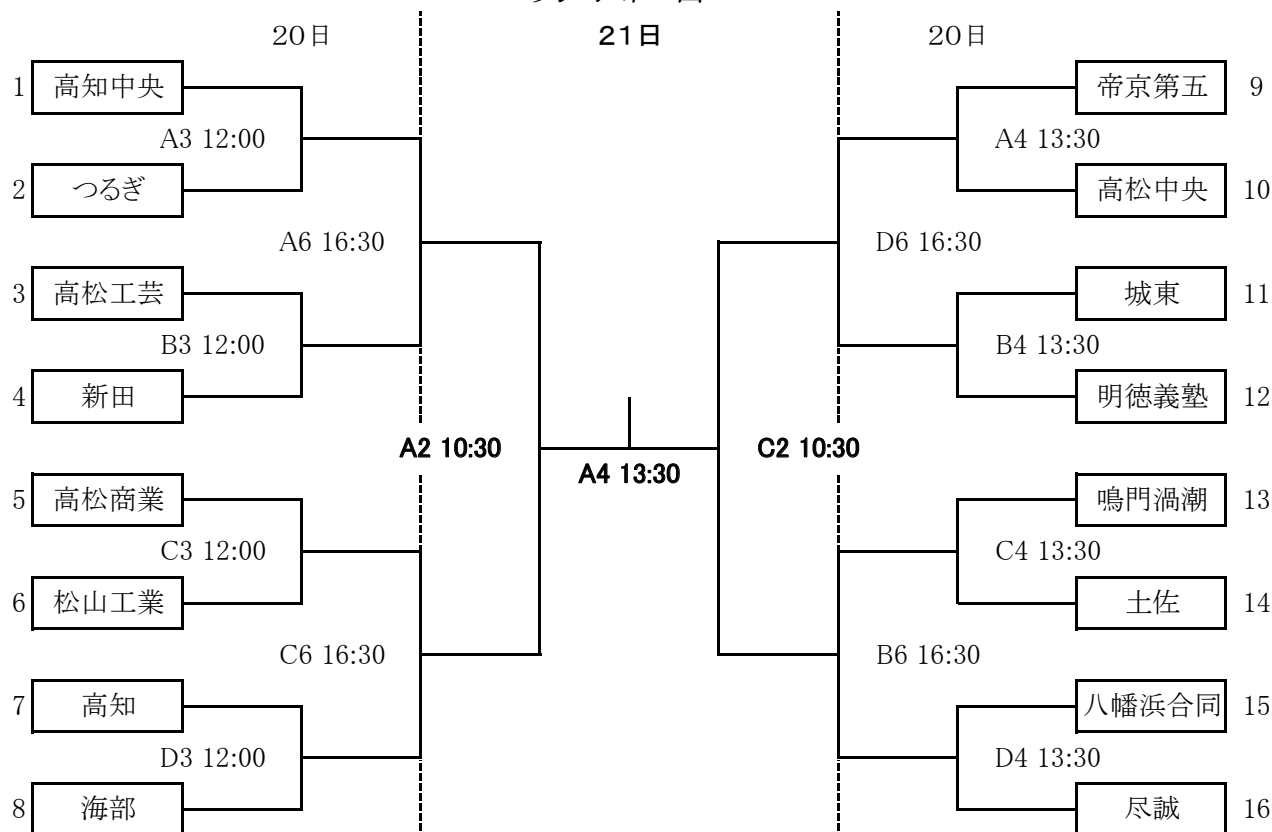 20日 21日 20日
1 高知中央 帝京第五 9
A3 12:00 A4 13:30
2 つるぎ 高松中央 10
A6 16:30 D6 16:30
3 高松工芸 城東 11
B3 12:00 B4 13:30
4 新田 明徳義塾 12
A2 10:30 C2 10:30
A4 13:30
5 高松商業 鳴門渦潮 13
C3 12:00 C4 13:30
6 松山工業 土佐 14
C6 16:30 B6 16:30
7 高知 八幡浜合同 15
D3 12:00 D4 13:30
8 海部 尽誠 16